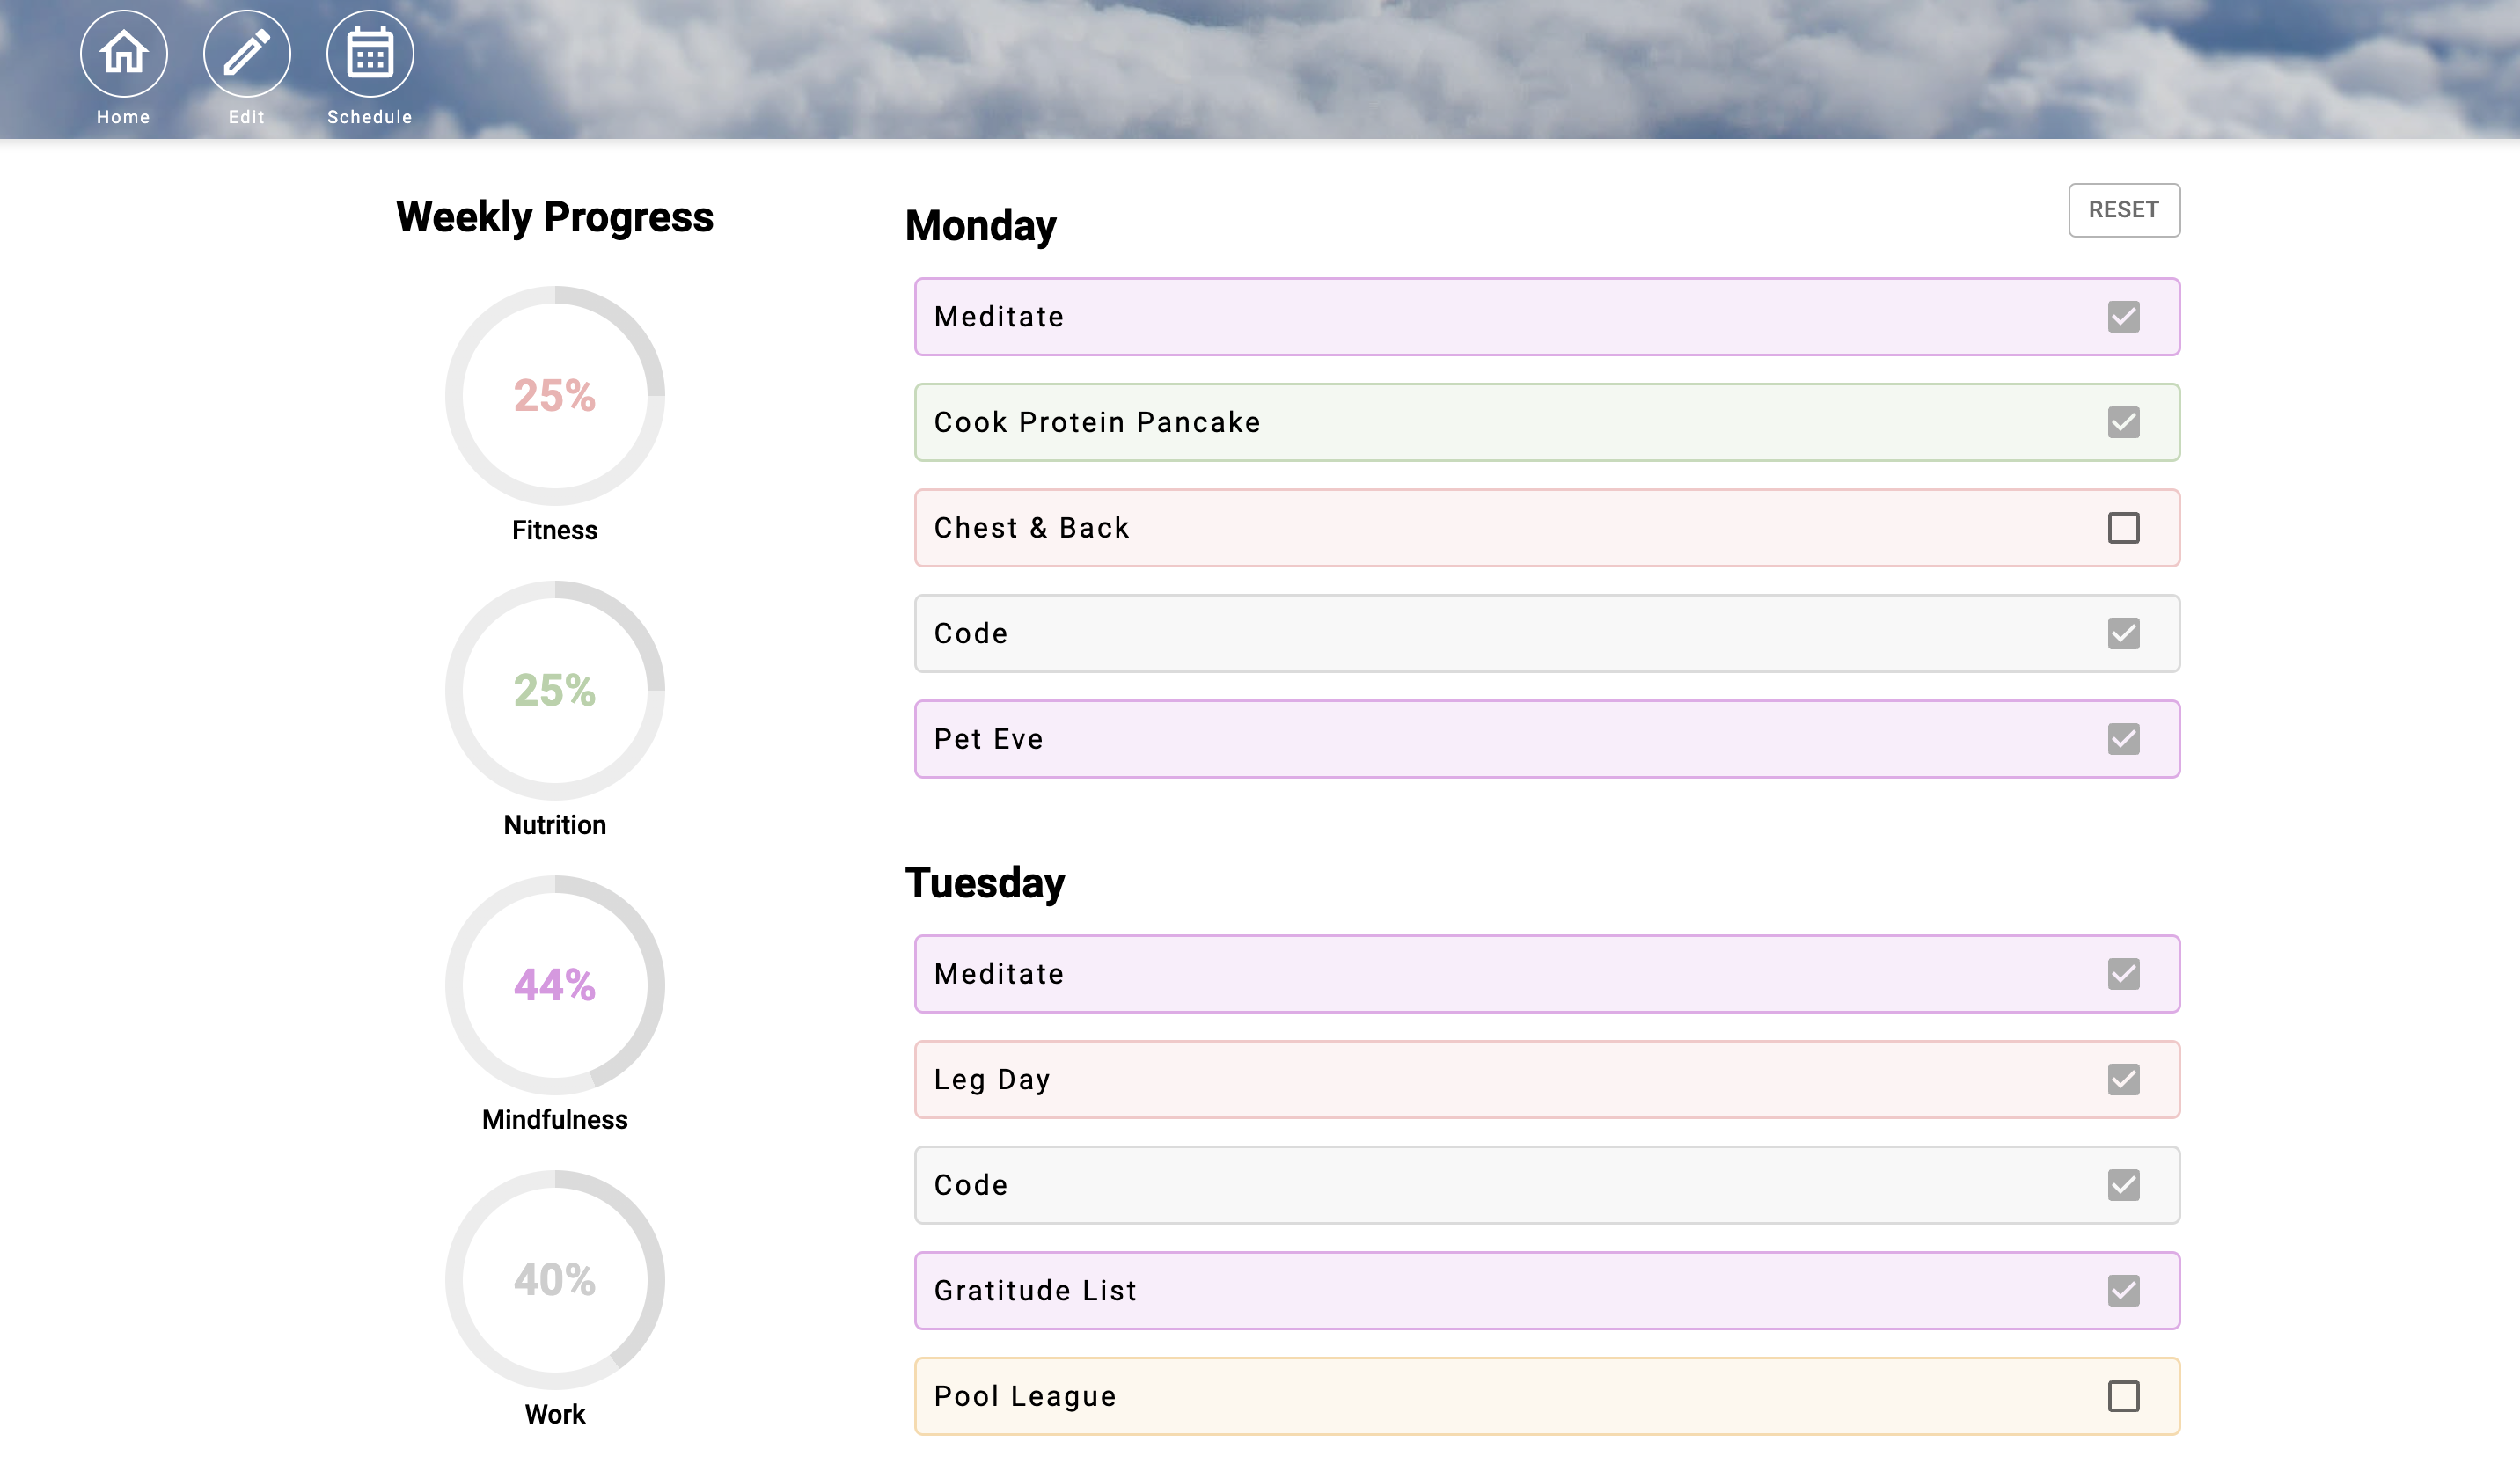 Home
Edit
Schedule
Weekly Progress
25%
Fitness
25%
Nutrition
44%
Mindfulness
40%
Work
Monday
RESET
Meditate
Cook Protein Pancake
Chest & Back
Code
Pet Eve
Tuesday
Meditate
Leg Day
Code
Gratitude List
Pool League